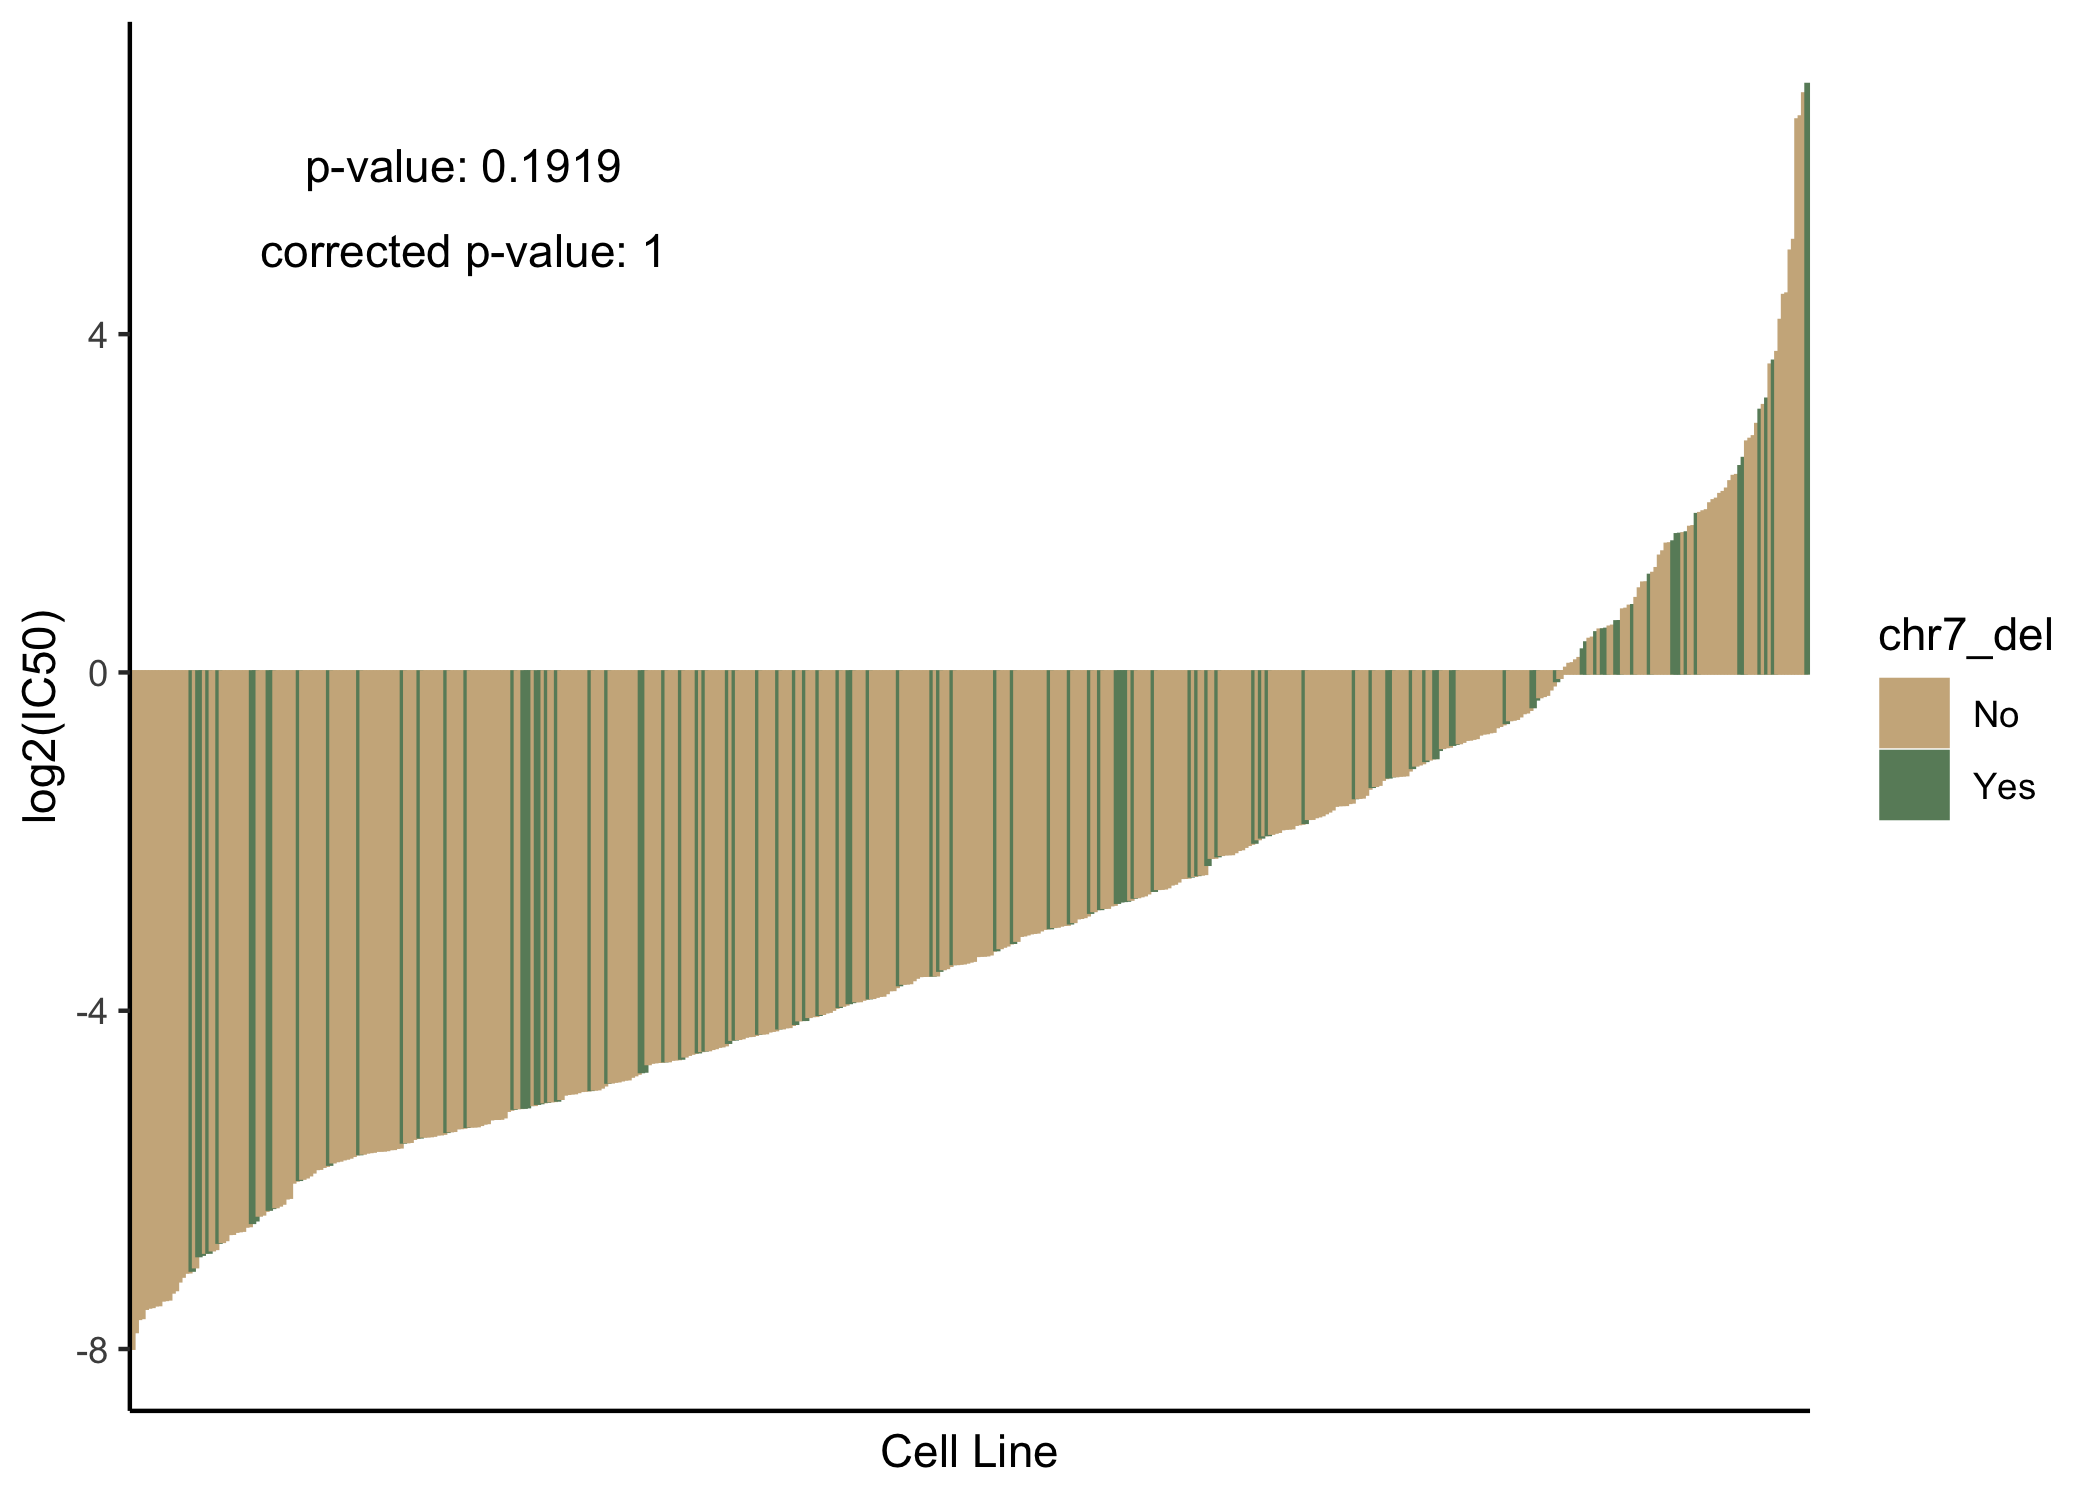 p-value: 0.1919
corrected p-value: 1
4
0
-4
-8
log2(IC50)
Cell Line
chr7_del
No
Yes